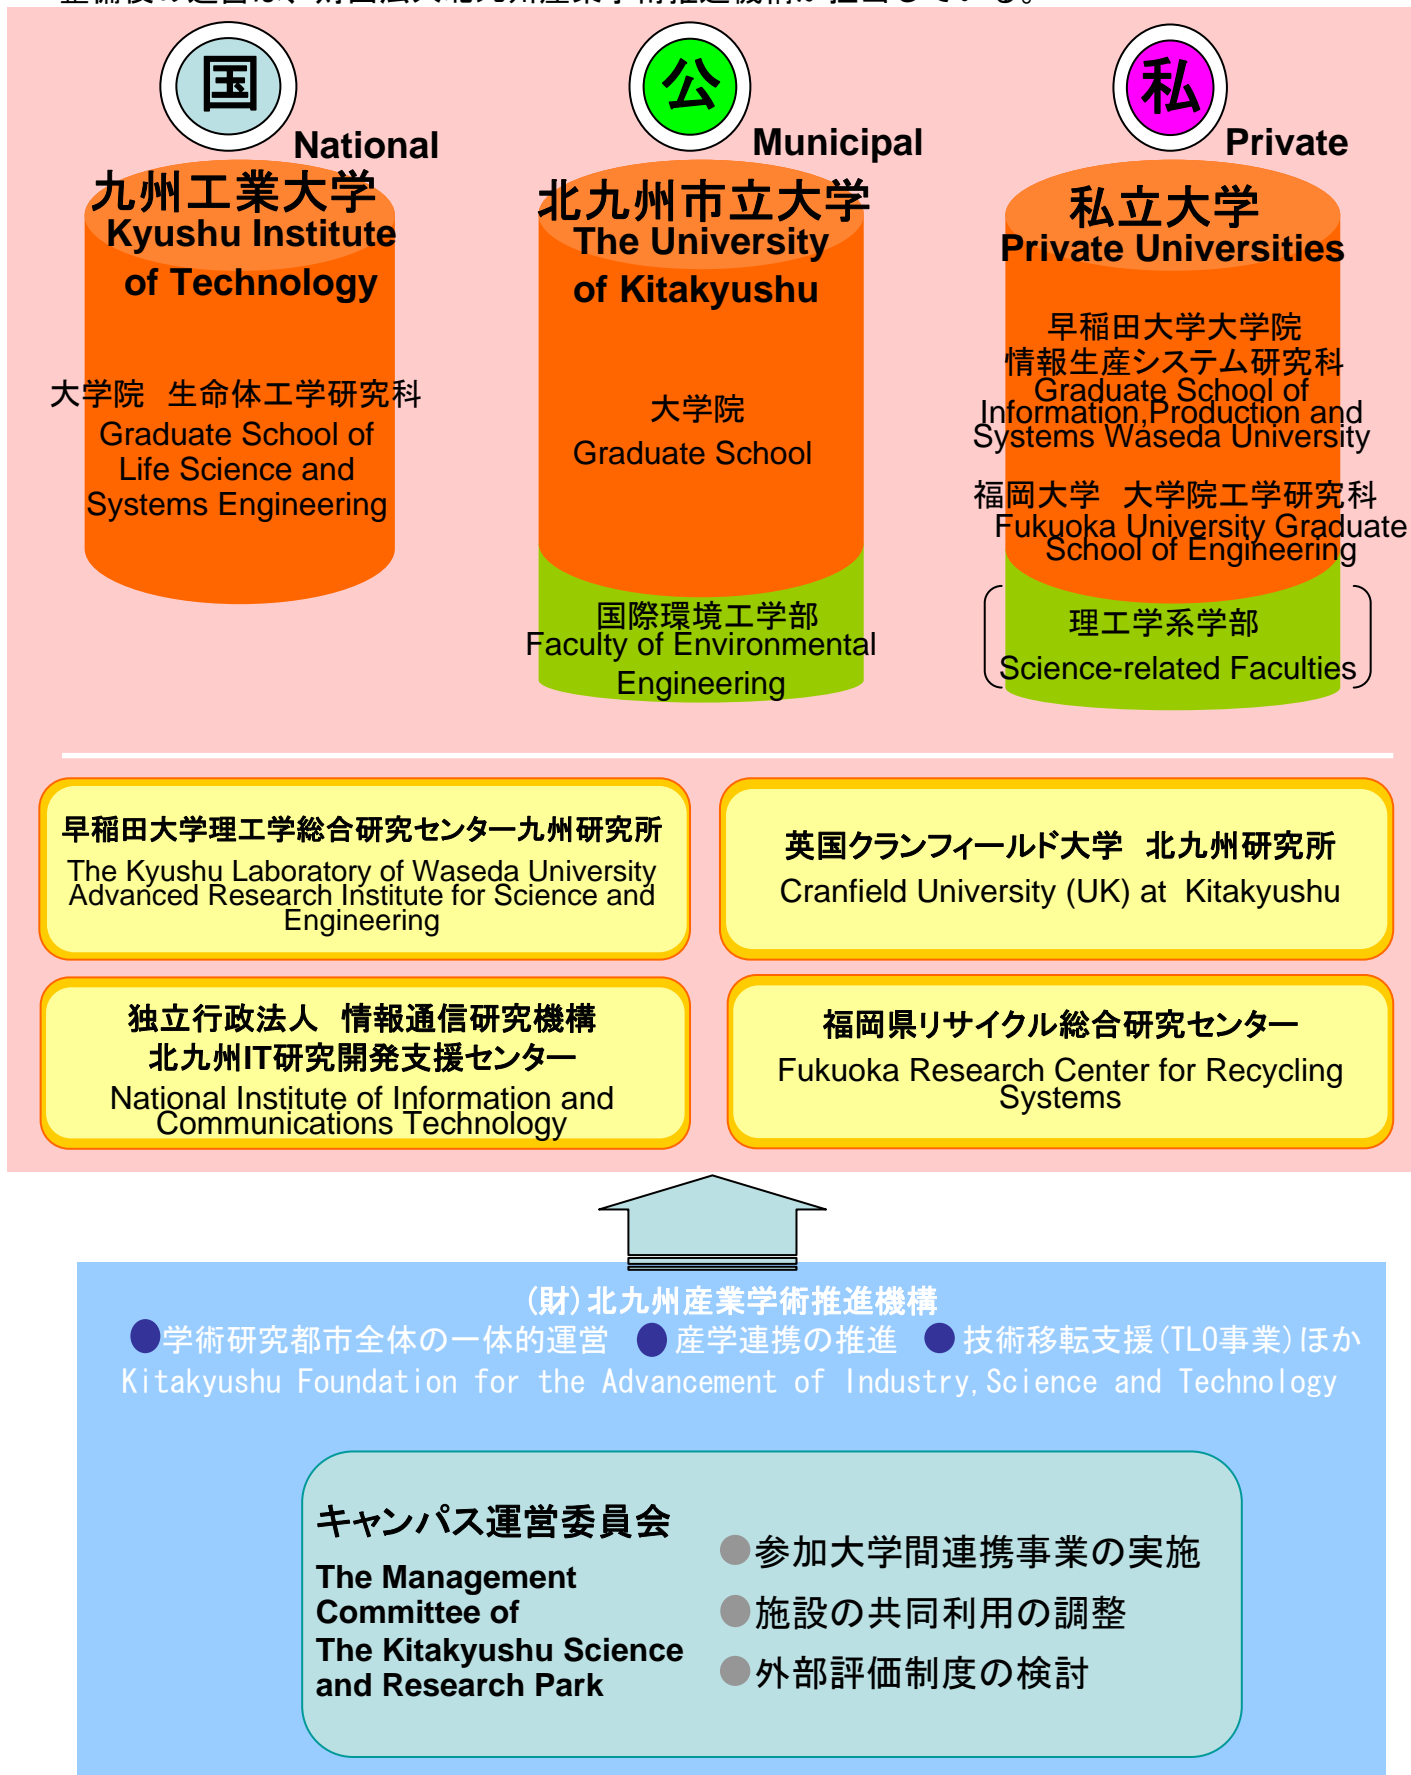 国
National
九州工業大学
Kyushu Institute
of Technology
大学院　生命体工学研究科
Graduate School of
Life Science and
Systems Engineering
公
Municipal
北九州市立大学
The University
of Kitakyushu
大学院
Graduate School
国際環境工学部
Faculty of Environmental
Engineering
私
Private
私立大学
Private Universities
早稲田大学大学院
情報生産システム研究科
Graduate School of
Information,Production and
Systems Waseda University
福岡大学　大学院工学研究科
Fukuoka University Graduate
School of Engineering
理工学系学部
Science-related Faculties
早稲田大学理工学総合研究センター九州研究所
The Kyushu Laboratory of Waseda University
Advanced Research Institute for Science and
Engineering
英国クランフィールド大学　北九州研究所
Cranfield University (UK) at Kitakyushu
独立行政法人　情報通信研究機構
北九州IT研究開発支援センター
National Institute of Information and
Communications Technology
福岡県リサイクル総合研究センター
Fukuoka Research Center for Recycling
Systems
(財)北九州産業学術推進機構
●学術研究都市全体の一体的運営 ●産学連携の推進 ●技術移転支援(TLO事業)ほか
Kitakyushu Foundation for the Advancement of Industry,Science and Technology
キャンパス運営委員会
The Management
Committee of
The Kitakyushu Science
and Research Park
●参加大学間連携事業の実施
●施設の共同利用の調整
●外部評価制度の検討